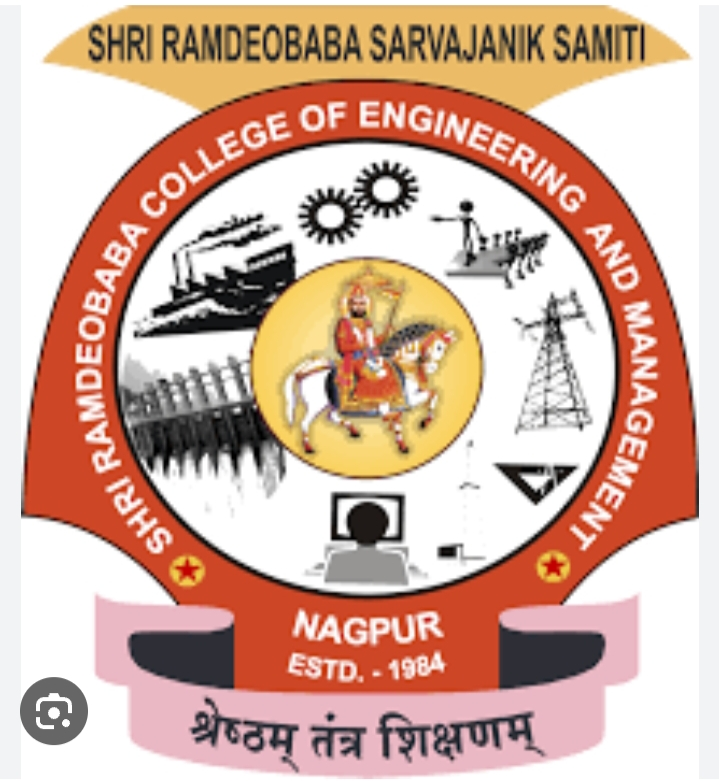 SHRI RAMDEOBABA SARVAJANIK SAMITI
SHRI RAMDEOBABA COLLEGE OF ENGINEERING AND MANAGEMENT
NAGPUR
ESTD. - 1984
श्रेष्ठम् तंत्र शिक्षणम्